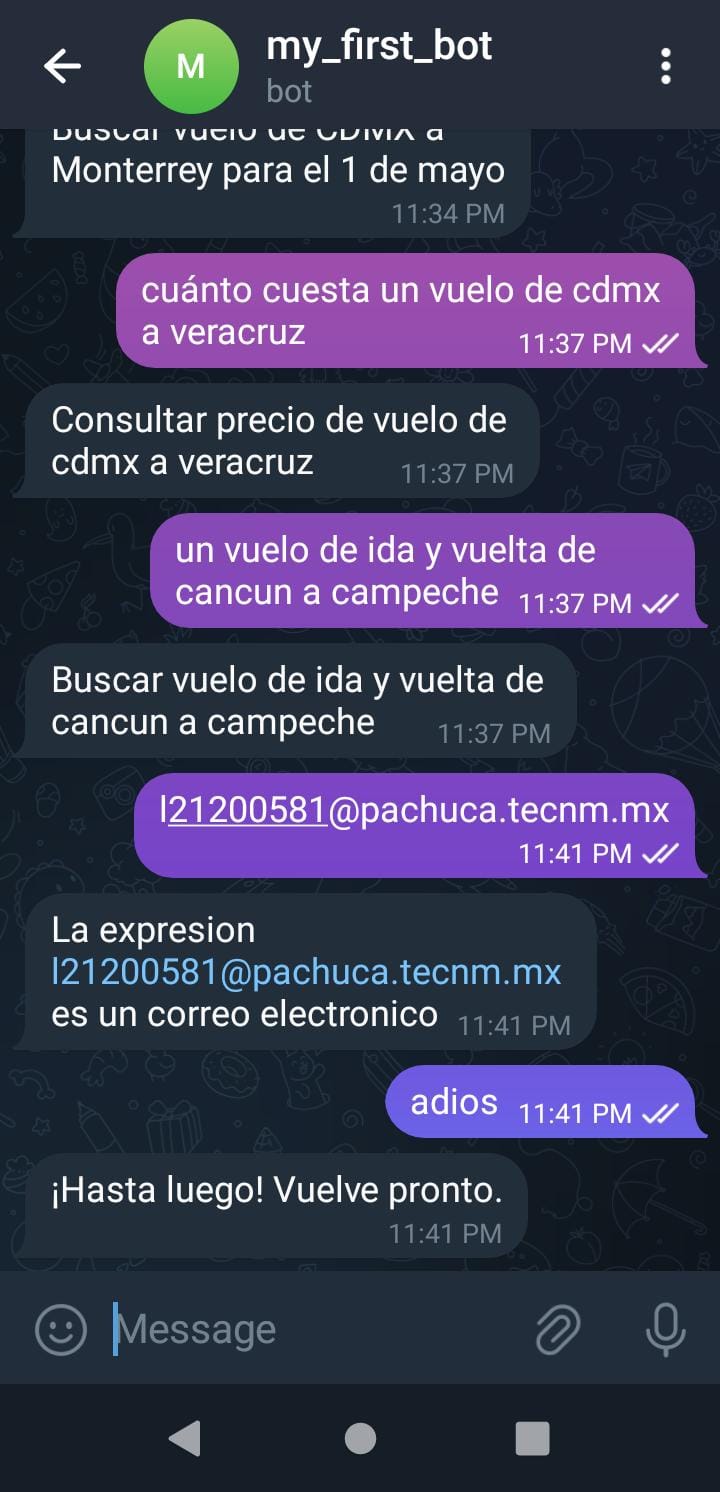 M
my_first_bot
bot
Buscar vuelo de CDMX a
Monterrey para el 1 de mayo
11:34 PM
cuánto cuesta un vuelo de cdmx
a veracruz 11:37 PM
Consultar precio de vuelo de
cdmx a veracruz 11:37 PM
un vuelo de ida y vuelta de
cancun a campeche 11:37 PM
Buscar vuelo de ida y vuelta de
cancun a campeche 11:37 PM
l21200581@pachuca.tecnm.mx
11:41 PM
La expresion
l21200581@pachuca.tecnm.mx
es un correo electronico 11:41 PM
adios 11:41 PM
¡Hasta luego! Vuelve pronto.
11:41 PM
Message